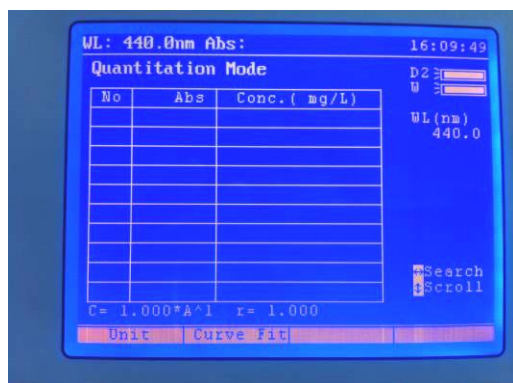 WL: 440.0nm Abs:
16:09:49
Quantitation Mode
D2
W
No Abs Conc.( mg/L)
WL(nm)
440.0
↔Search
↕Scroll
C= 1.000*A^1 r= 1.000
Unit Curve Fit